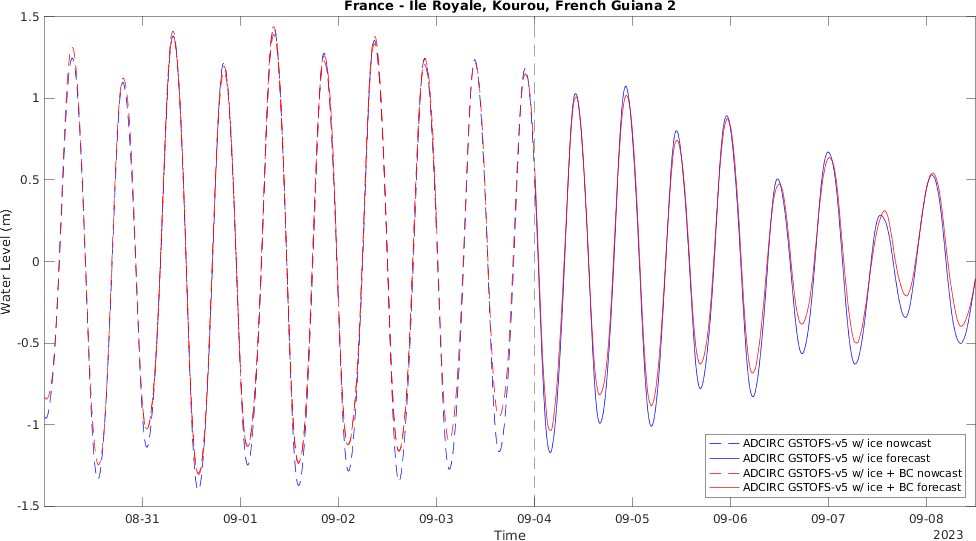 France - Ile Royale, Kourou, French Guiana 2
1.5
1
0.5
0
-0.5
-1
-1.5
Water Level (m)
08-31
09-01
09-02
09-03
09-04
09-05
09-06
09-07
09-08
Time
2023
ADCIRC GSTOFS-v5 w/ ice nowcast
ADCIRC GSTOFS-v5 w/ ice forecast
ADCIRC GSTOFS-v5 w/ ice + BC nowcast
ADCIRC GSTOFS-v5 w/ ice + BC forecast